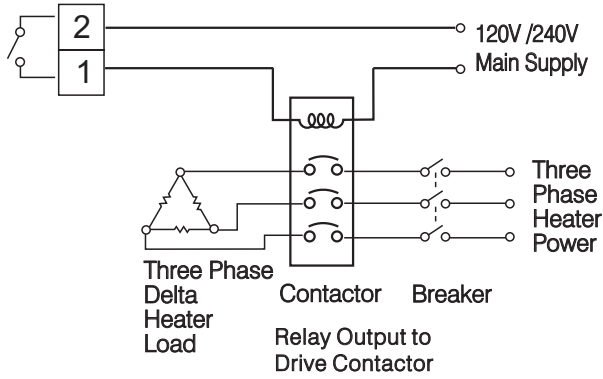 2
1
120V /240V
Main Supply
Three
Phase
Heater
Power
Three Phase
Delta
Heater
Load
Contactor
Breaker
Relay Output to
Drive Contactor